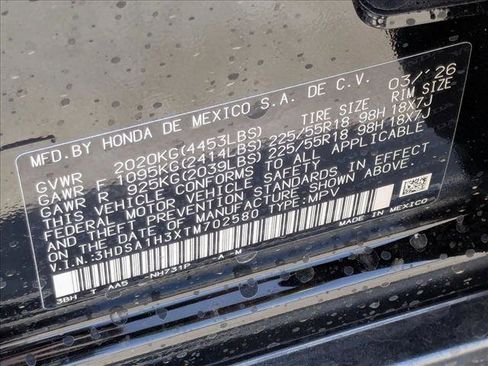 MFD.BY HONDA DE MEXICO S.A. DE C.V. 03/'26
GVWR 2020KG(4453LBS) TIRE SIZE RIM SIZE
GAWR F 1095KG(2414LBS) 225/55R18 98H 18X7J
GAWR R 925KG(2039LBS) 225/55R18 98H 18X7J
THIS VEHICLE CONFORMS TO ALL APPLICABLE
FEDERAL MOTOR VEHICLE SAFETY AND
THEFT PREVENTION STANDARDS IN EFFECT
ON THE DATE OF MANUFACTURE SHOWN ABOVE.
V.I.N:3HDSA1H3XTM702580 TYPE:MPV
3BH T AA5 NH731P A-M MADE IN MEXICO